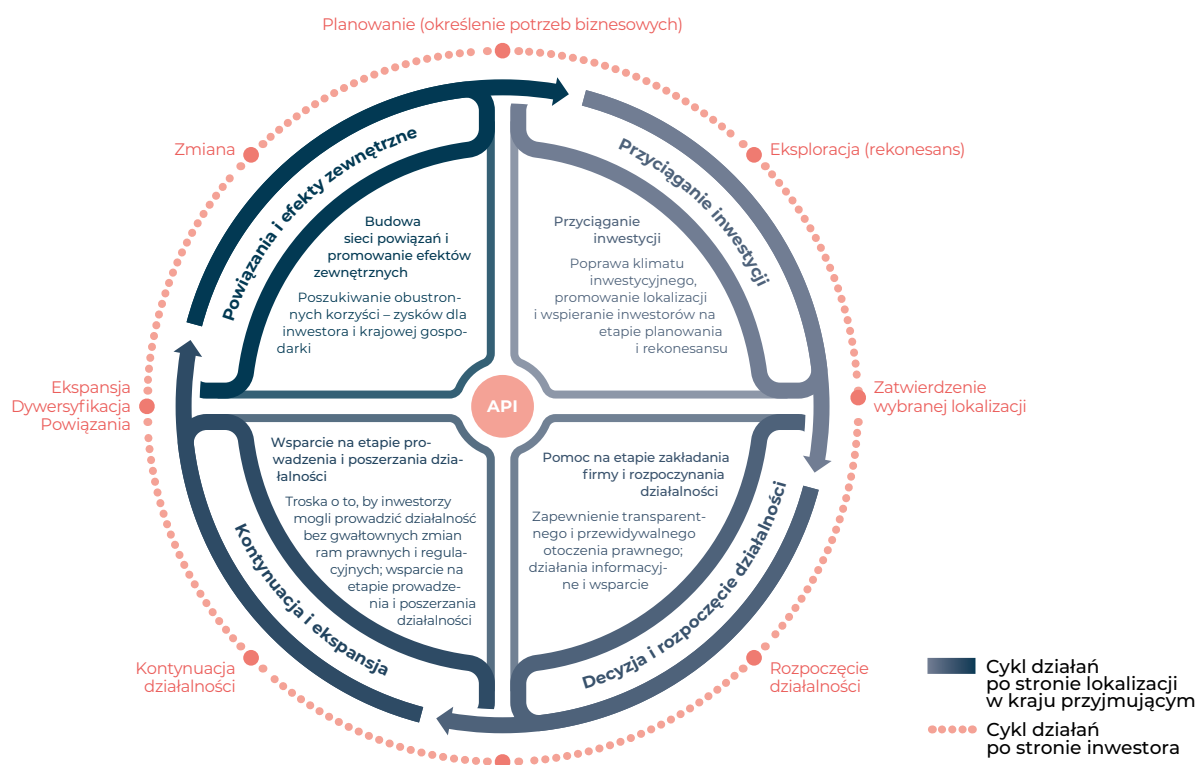 Planowanie (określenie potrzeb biznesowych)
Zmiana
Eksploracja (rekonesans)
Powiązania i efekty zewnętrzne
Przyciąganie inwestycji
Budowa
sieci powiązań i
promowanie efektów
zewnętrznych
Poszukiwanie obustron-
nych korzyści – zysków dla
inwestora i krajowej gospo-
darki
Przyciąganie
inwestycji
Poprawa klimatu
inwestycyjnego,
promowanie lokalizacji
i wspieranie inwestorów na
etapie planowania
i rekonesansu
Ekspansja
Dywersyfikacja
Powiązania
API
Zatwierdzenie
wybranej lokalizacji
Wsparcie na etapie pro-
wadzenia i poszerzania dzia-
łalności
Troska o to, by inwestorzy
mogli prowadzić działalność
bez gwałtownych zmian
ram prawnych i regula-
cyjnych; wsparcie na
etapie prowadze-
nia i poszerzania
działalności
Pomoc na etapie zakładania
firmy i rozpoczynania
działalności
Zapewnienie transparent-
nego i przewidywalnego
otoczenia prawnego;
działania informacyj-
ne i wsparcie
Kontynuacja i ekspansja
Decyzja i rozpoczęcie działalności
Kontynuacja
działalności
Rozpoczęcie
działalności
Cykl działań
po stronie lokalizacji
w kraju przyjmującym
Cykl działań
po stronie inwestora